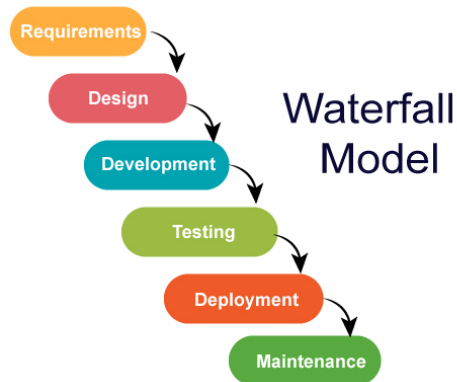 Requirements
Design
Waterfall
Model
Development
Testing
Deployment
Maintenance